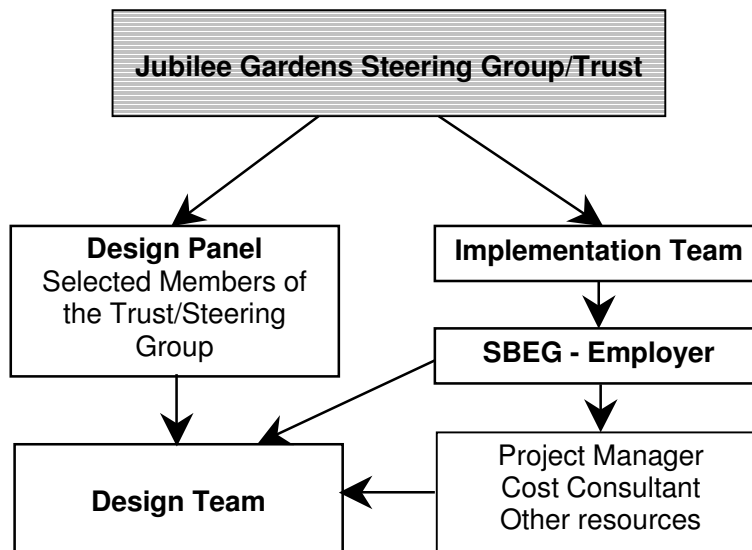 Jubilee Gardens Steering Group/Trust
Design Panel
Selected Members of
the Trust/Steering
Group
Implementation Team
SBEG - Employer
Design Team
Project Manager
Cost Consultant
Other resources